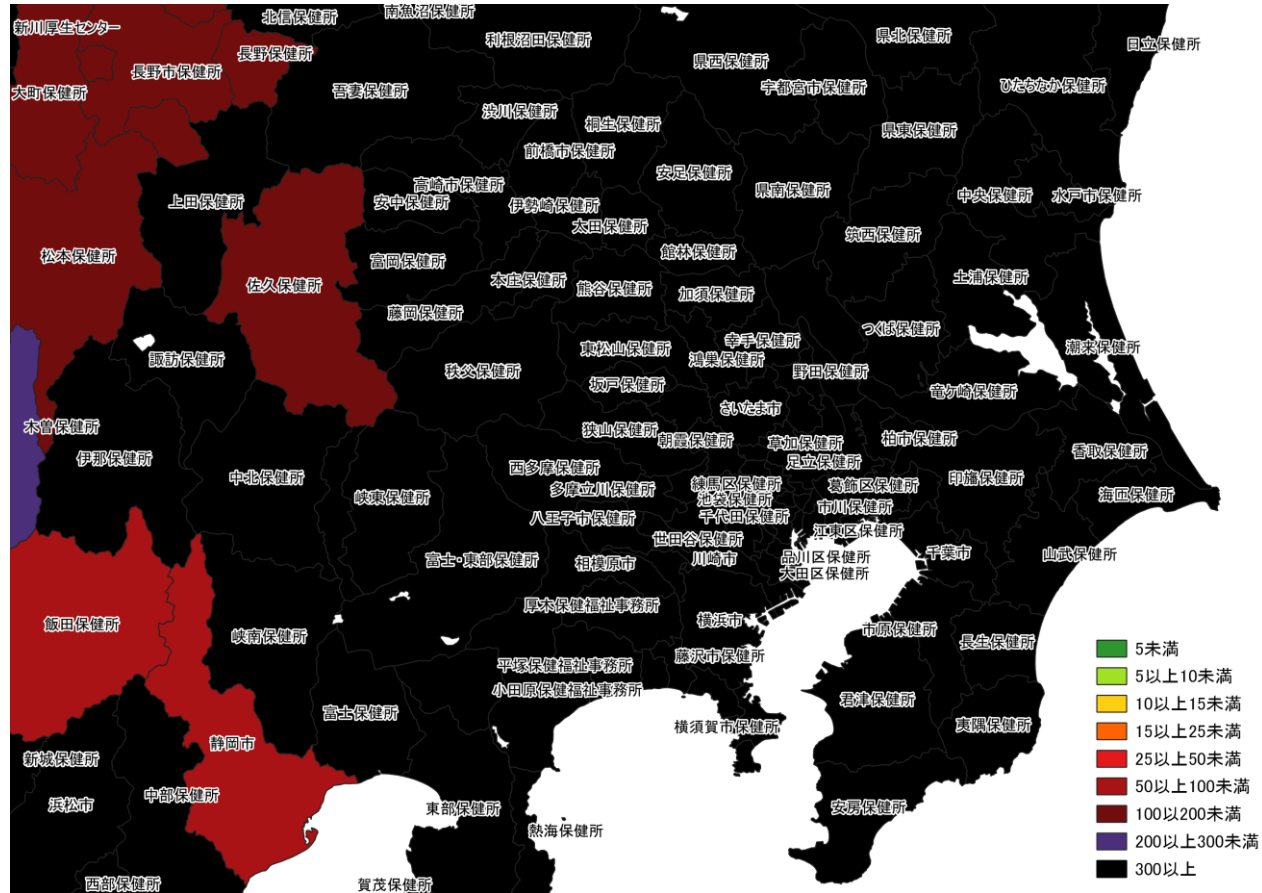 北信保健所
南魚沼保健所
新川厚生センター
長野保健所
利根沼田保健所
県北保健所
日立保健所
長野市保健所
県西保健所
大町保健所
吾妻保健所
宇都宮市保健所
ひたちなか保健所
渋川保健所
桐生保健所
県東保健所
前橋市保健所
安足保健所
高崎市保健所
県南保健所
上田保健所
安中保健所
伊勢崎保健所
中央保健所
水戸市保健所
太田保健所
筑西保健所
松本保健所
富岡保健所
館林保健所
佐久保健所
本庄保健所
熊谷保健所
加須保健所
土浦保健所
藤岡保健所
つくば保健所
幸手保健所
諏訪保健所
東松山保健所
鴻巣保健所
潮来保健所
秩父保健所
坂戸保健所
野田保健所
竜ケ崎保健所
さいたま市
木曽保健所
狭山保健所
朝霞保健所
草加保健所
柏市保健所
伊那保健所
足立保健所
香取保健所
中北保健所
西多摩保健所
印旛保健所
峡東保健所
多摩立川保健所
練馬区保健所
葛飾区保健所
海匝保健所
池袋保健所
市川保健所
八王子市保健所
千代田保健所
江東区保健所
世田谷保健所
富士・東部保健所
相模原市
川崎市
品川区保健所
千葉市
山武保健所
大田区保健所
厚木保健福祉事務所
飯田保健所
峡南保健所
横浜市
市原保健所
長生保健所
藤沢市保健所
平塚保健福祉事務所
小田原保健福祉事務所
君津保健所
富士保健所
横須賀市保健所
夷隅保健所
静岡市
新城保健所
浜松市
中部保健所
東部保健所
安房保健所
熱海保健所
西部保健所
賀茂保健所
5未満
5以上10未満
10以上15未満
15以上25未満
25以上50未満
50以上100未満
100以200未満
200以上300未満
300以上